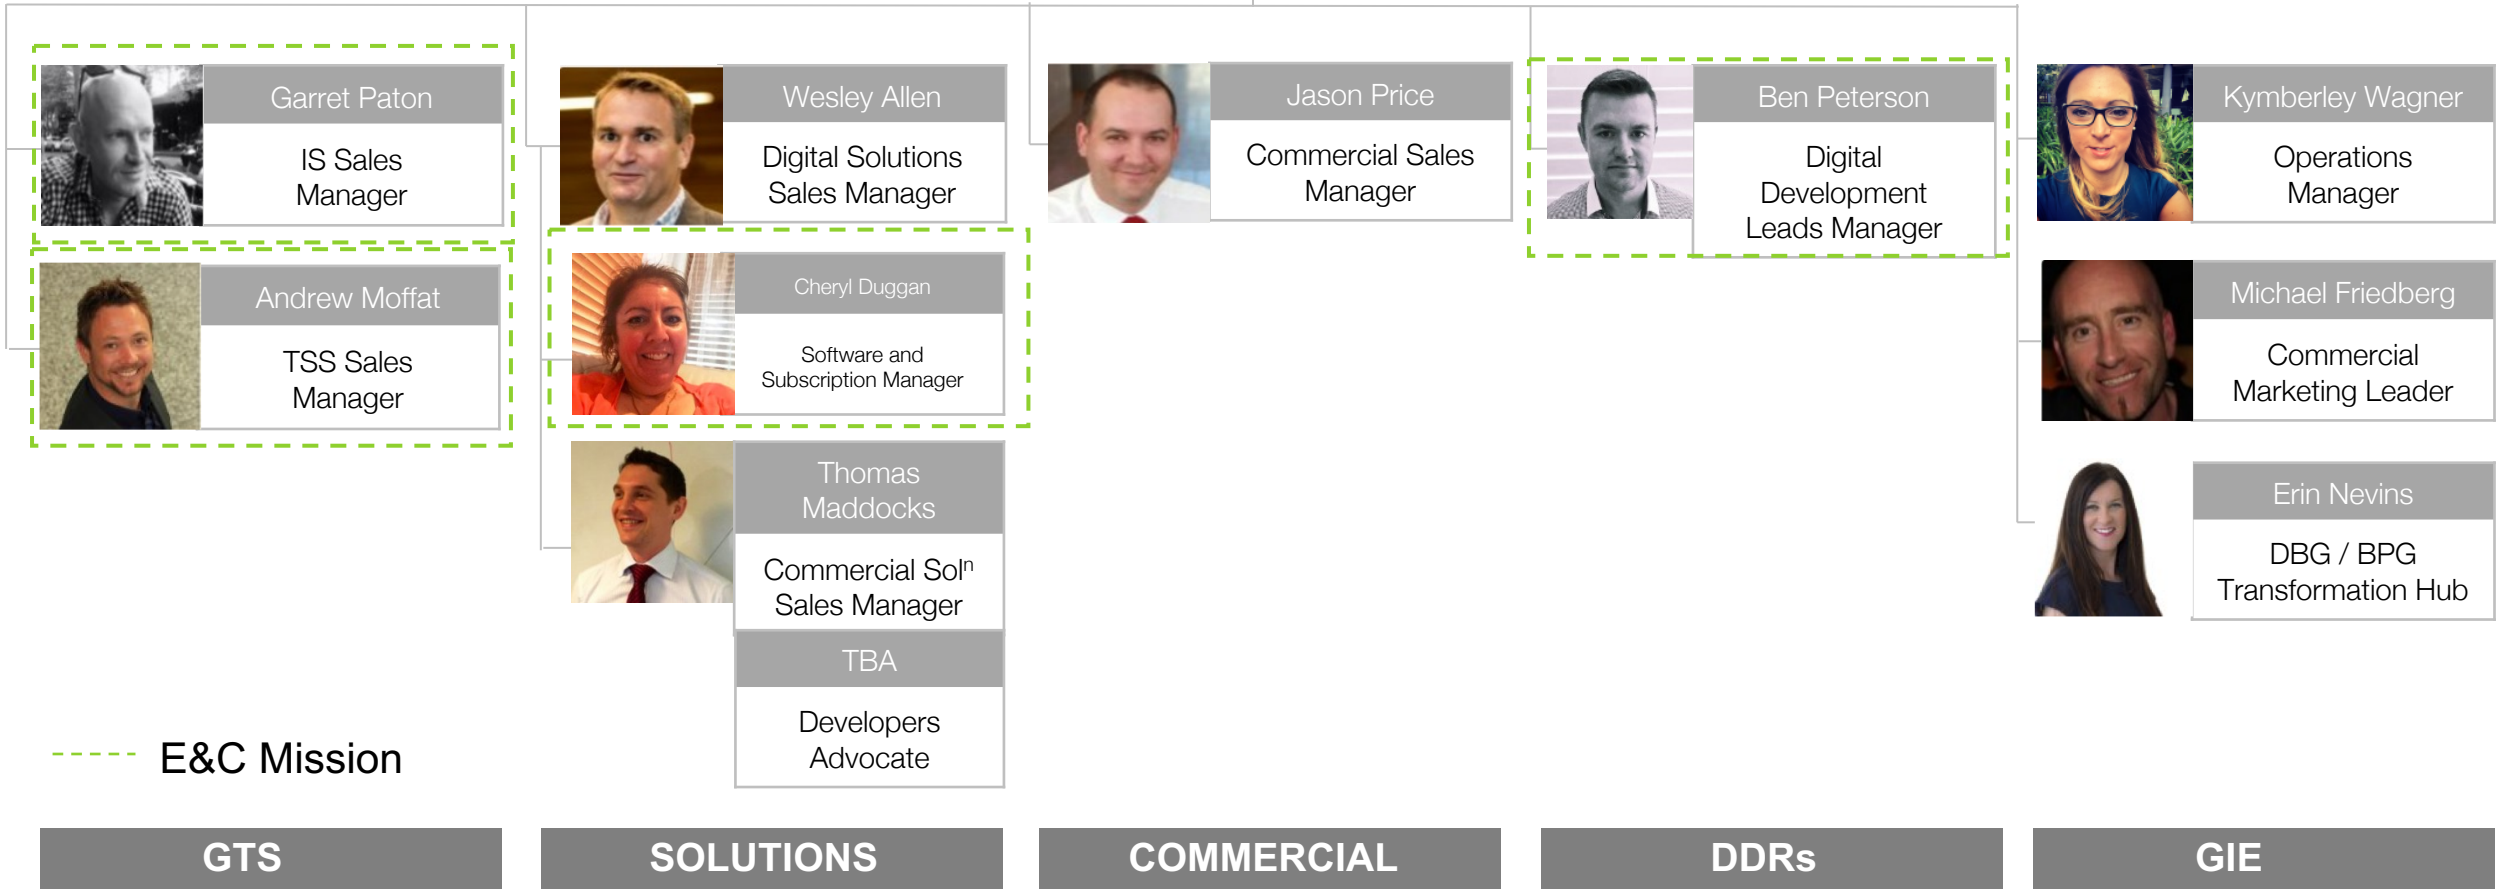 Garret Paton
IS Sales
Manager
Andrew Moffat
TSS Sales
Manager
Wesley Allen
Digital Solutions
Sales Manager
Cheryl Duggan
Software and
Subscription Manager
Thomas
Maddocks
Commercial Solⁿ
Sales Manager
TBA
Developers
Advocate
Jason Price
Commercial Sales
Manager
Ben Peterson
Digital
Development
Leads Manager
Kymberley Wagner
Operations
Manager
Michael Friedberg
Commercial
Marketing Leader
Erin Nevins
DBG / BPG
Transformation Hub
E&C Mission
GTS
SOLUTIONS
COMMERCIAL
DDRs
GIE